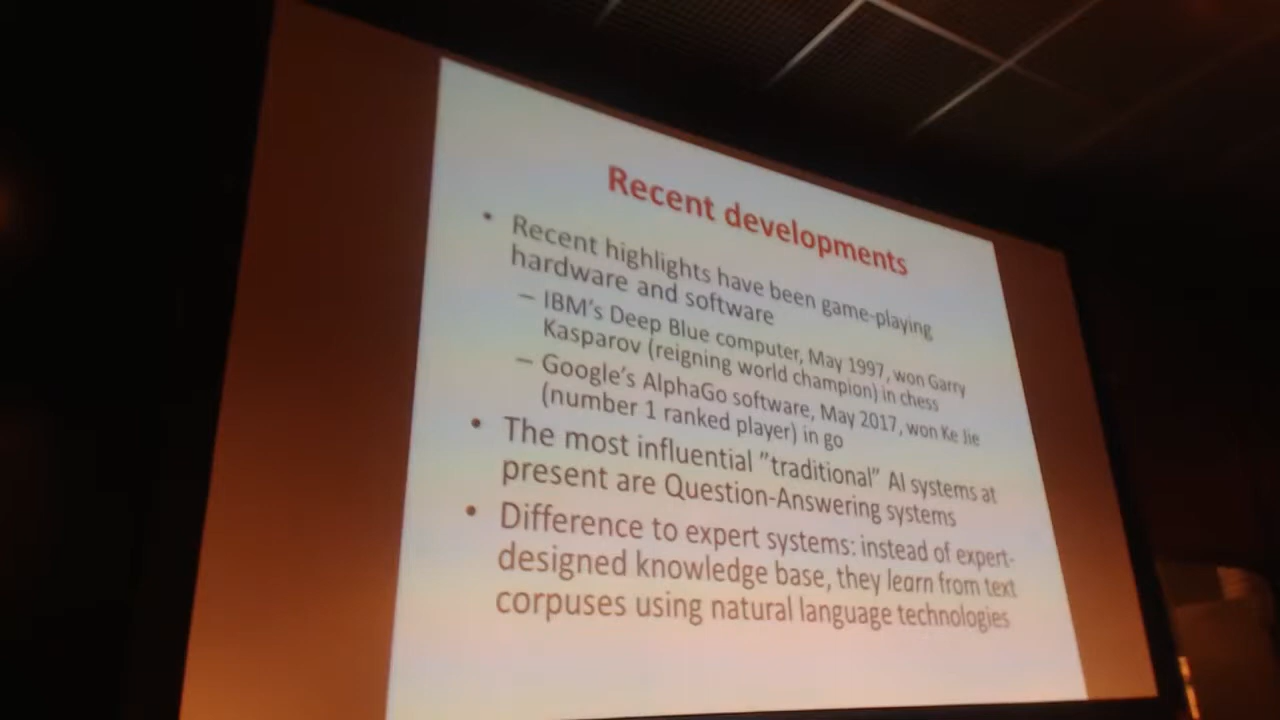 Recent developments
• Recent highlights have been game-playing
hardware and software
– IBM's Deep Blue computer, May 1997, won Garry
Kasparov (reigning world champion) in chess
– Google's AlphaGo software, May 2017, won Ke Jie
(number 1 ranked player) in go
• The most influential ”traditional” AI systems at
present are Question-Answering systems
• Difference to expert systems: instead of expert-
designed knowledge base, they learn from text
corpuses using natural language technologies